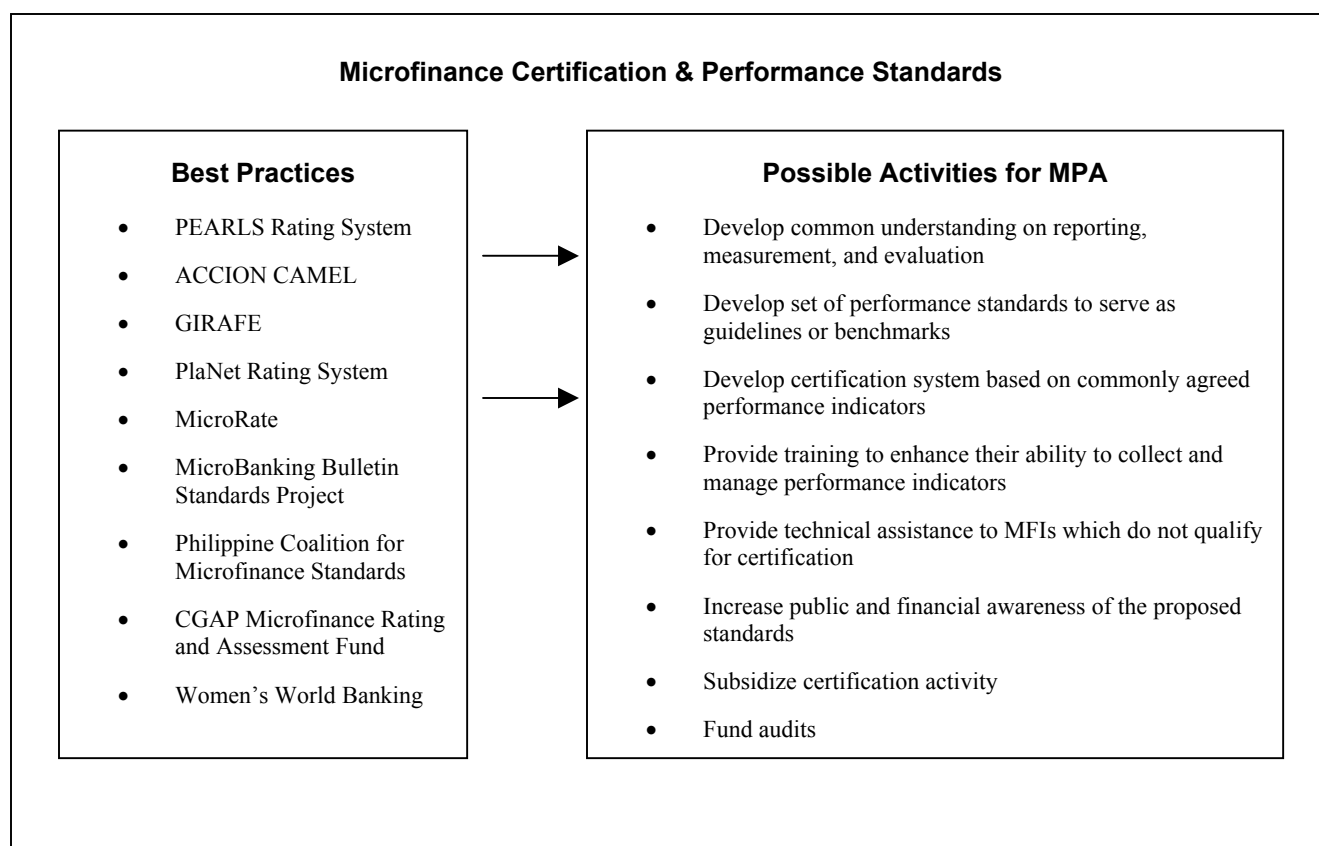 Microfinance Certification & Performance Standards
Best Practices
• PEARLS Rating System
• ACCION CAMEL
• GIRAFE
• PlaNet Rating System
• MicroRate
• MicroBanking Bulletin
Standards Project
• Philippine Coalition for
Microfinance Standards
• CGAP Microfinance Rating
and Assessment Fund
• Women’s World Banking
Possible Activities for MPA
• Develop common understanding on reporting,
measurement, and evaluation
• Develop set of performance standards to serve as
guidelines or benchmarks
• Develop certification system based on commonly agreed
performance indicators
• Provide training to enhance their ability to collect and
manage performance indicators
• Provide technical assistance to MFIs which do not qualify
for certification
• Increase public and financial awareness of the proposed
standards
• Subsidize certification activity
• Fund audits